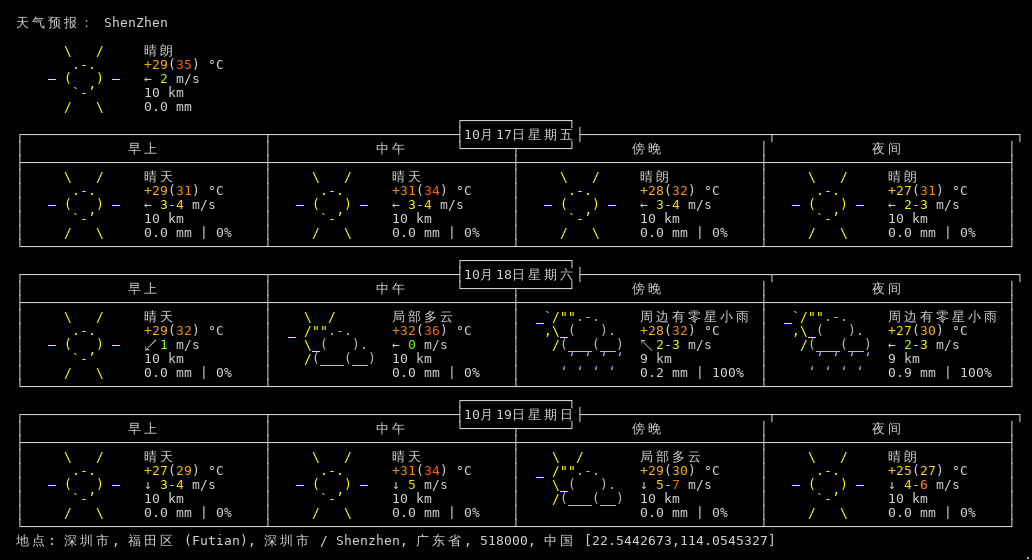 天气预报： ShenZhen
晴朗
+29(35) °C
← 2 m/s
10 km
0.0 mm
10月17日星期五
早上 中午 傍晚 夜间
晴天 晴天 晴朗 晴朗
+29(31) °C +31(34) °C +28(32) °C +27(31) °C
← 3-4 m/s ← 3-4 m/s ← 3-4 m/s ← 2-3 m/s
10 km 10 km 10 km 10 km
0.0 mm | 0% 0.0 mm | 0% 0.0 mm | 0% 0.0 mm | 0%
10月18日星期六
早上 中午 傍晚 夜间
晴天 局部多云 周边有零星小雨 周边有零星小雨
+29(32) °C +32(36) °C +28(32) °C +27(30) °C
↙ 1 m/s ← 0 m/s ↖ 2-3 m/s ← 2-3 m/s
10 km 10 km 9 km 9 km
0.0 mm | 0% 0.0 mm | 0% 0.2 mm | 100% 0.9 mm | 100%
10月19日星期日
早上 中午 傍晚 夜间
晴天 晴天 局部多云 晴朗
+27(29) °C +31(34) °C +29(30) °C +25(27) °C
↓ 3-4 m/s ↓ 5 m/s ↓ 5-7 m/s ↓ 4-6 m/s
10 km 10 km 10 km 10 km
0.0 mm | 0% 0.0 mm | 0% 0.0 mm | 0% 0.0 mm | 0%
地点: 深圳市, 福田区 (Futian), 深圳市 / Shenzhen, 广东省, 518000, 中国 [22.5442673,114.0545327]